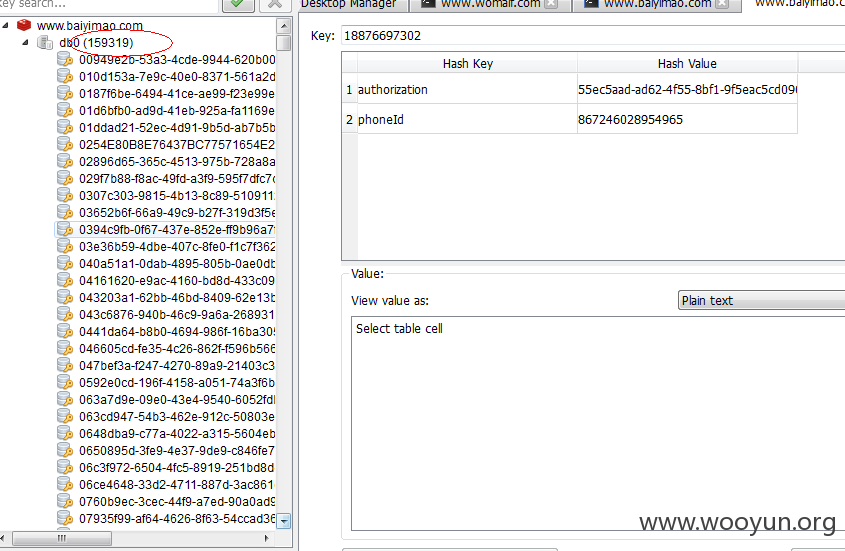 key search...
Desktop Manager
www.womaif.com
www.baiyimao.com
www.baiyimao.com
db0 (159319)
00949e2b-53a3-4cde-9944-620b00
010d153a-7e9c-40e0-8371-561a2d
0187f6be-6494-41ce-ae99-f23e99e
01d6bfb0-ad9d-41eb-925a-fa1169e
01ddad21-52ec-4d91-9b5d-ab7b5b
0254E80B8E76437BC77571654E2
02896d65-365c-4513-975b-728a8a
029f7b88-f8ac-49fd-a3f9-595f7dfc7c
0307c303-9815-4b13-8c89-510911
03652b6f-66a9-49c9-b27f-319d3f5e
0394c9fb-0f67-437e-852e-ff9b96a7
03e36b59-4dbe-407c-8fe0-f1c7f362
040a51a1-0dab-4895-805b-0ae0db
04161620-e9ac-4160-bd8d-433c09
043203a1-62bb-46bd-8409-62e13b
043c6876-940b-46c9-9a6a-268931
0441da64-b8b0-4694-986f-16ba305
046605cd-fe35-4c26-862f-f596b566
047bef3a-f247-4270-89a9-21403c3
0592e0cd-196f-4158-a051-74a3f6b
063a7d9e-09e0-43e4-9540-6052fd
063cd947-54b3-462e-912c-50803e
0648dba9-c77a-4022-a315-5604eb
0650895d-3fe9-4e37-9de9-c846fe7
06c3f972-6504-4fc5-8919-251bd8d
06ce4648-33d2-4711-887d-3ac861
0760b9ec-3cec-44f9-a7ed-90a0ad9
07935f99-af64-4626-8f63-54ccad36
Key: 18876697302
Hash Key Hash Value
1 authorization 55ec5aad-ad62-4f55-8bf1-9f5eac5cd09
2 phoneId 867246028954965
Value:
View value as: Plain text
Select table cell
www.wooyun.org